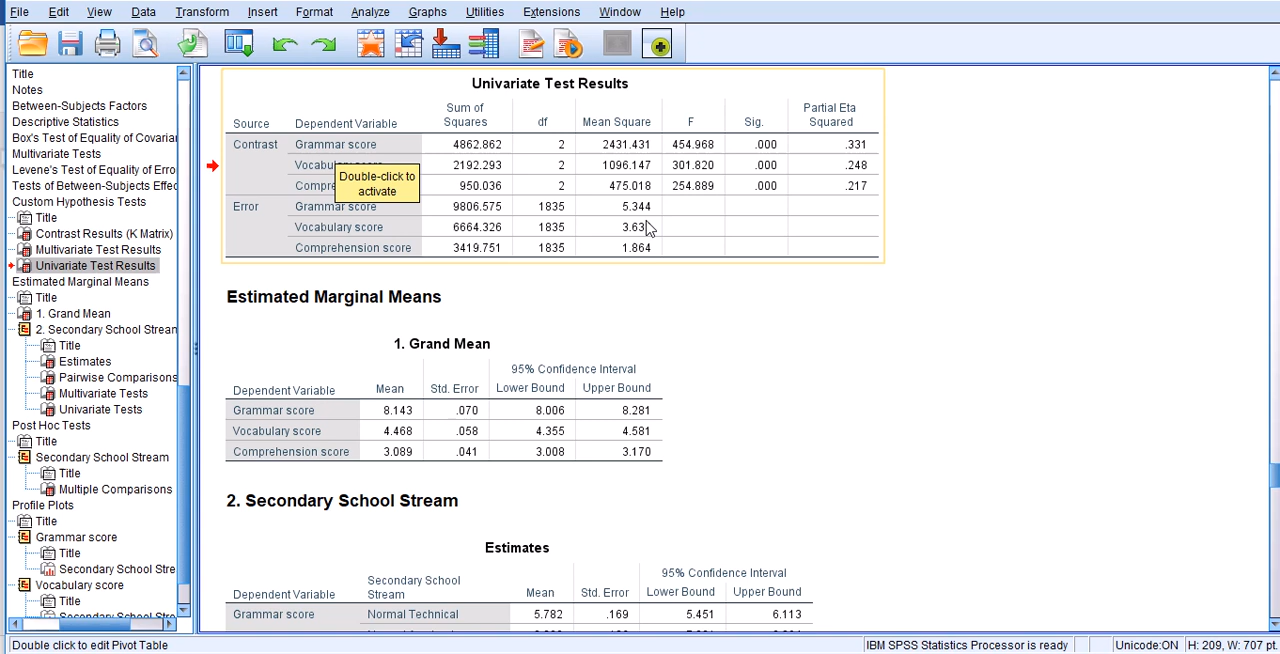 File Edit View Data Transform Insert Format Analyze Graphs Utilities Extensions Window Help
Title
Notes
Between-Subjects Factors
Descriptive Statistics
Box's Test of Equality of Covarian
Multivariate Tests
Levene's Test of Equality of Erro
Tests of Between-Subjects Effec
Custom Hypothesis Tests
Title
Contrast Results (K Matrix)
Multivariate Test Results
Univariate Test Results
Estimated Marginal Means
Title
1. Grand Mean
2. Secondary School Stream
Title
Estimates
Pairwise Comparisons
Multivariate Tests
Univariate Tests
Post Hoc Tests
Title
Secondary School Stream
Title
Multiple Comparisons
Profile Plots
Title
Grammar score
Title
Secondary School Stre
Vocabulary score
Title
Univariate Test Results
Source Dependent Variable Sum of Squares df Mean Square F Sig. Partial Eta Squared
Contrast Grammar score 4862.862 2 2431.431 454.968 .000 .331
2192.293 2 1096.147 301.820 .000 .248
950.036 2 475.018 254.889 .000 .217
Double-click to
activate
Error Grammar score 9806.575 1835 5.344
Vocabulary score 6664.326 1835 3.63
Comprehension score 3419.751 1835 1.864
Estimated Marginal Means
1. Grand Mean
95% Confidence Interval
Dependent Variable Mean Std. Error Lower Bound Upper Bound
Grammar score 8.143 .070 8.006 8.281
Vocabulary score 4.468 .058 4.355 4.581
Comprehension score 3.089 .041 3.008 3.170
2. Secondary School Stream
Estimates
95% Confidence Interval
Dependent Variable Secondary School Stream Mean Std. Error Lower Bound Upper Bound
Grammar score Normal Technical 5.782 .169 5.451 6.113
Double click to edit Pivot Table IBM SPSS Statistics Processor is ready Unicode:ON H: 209, W: 707 pt.